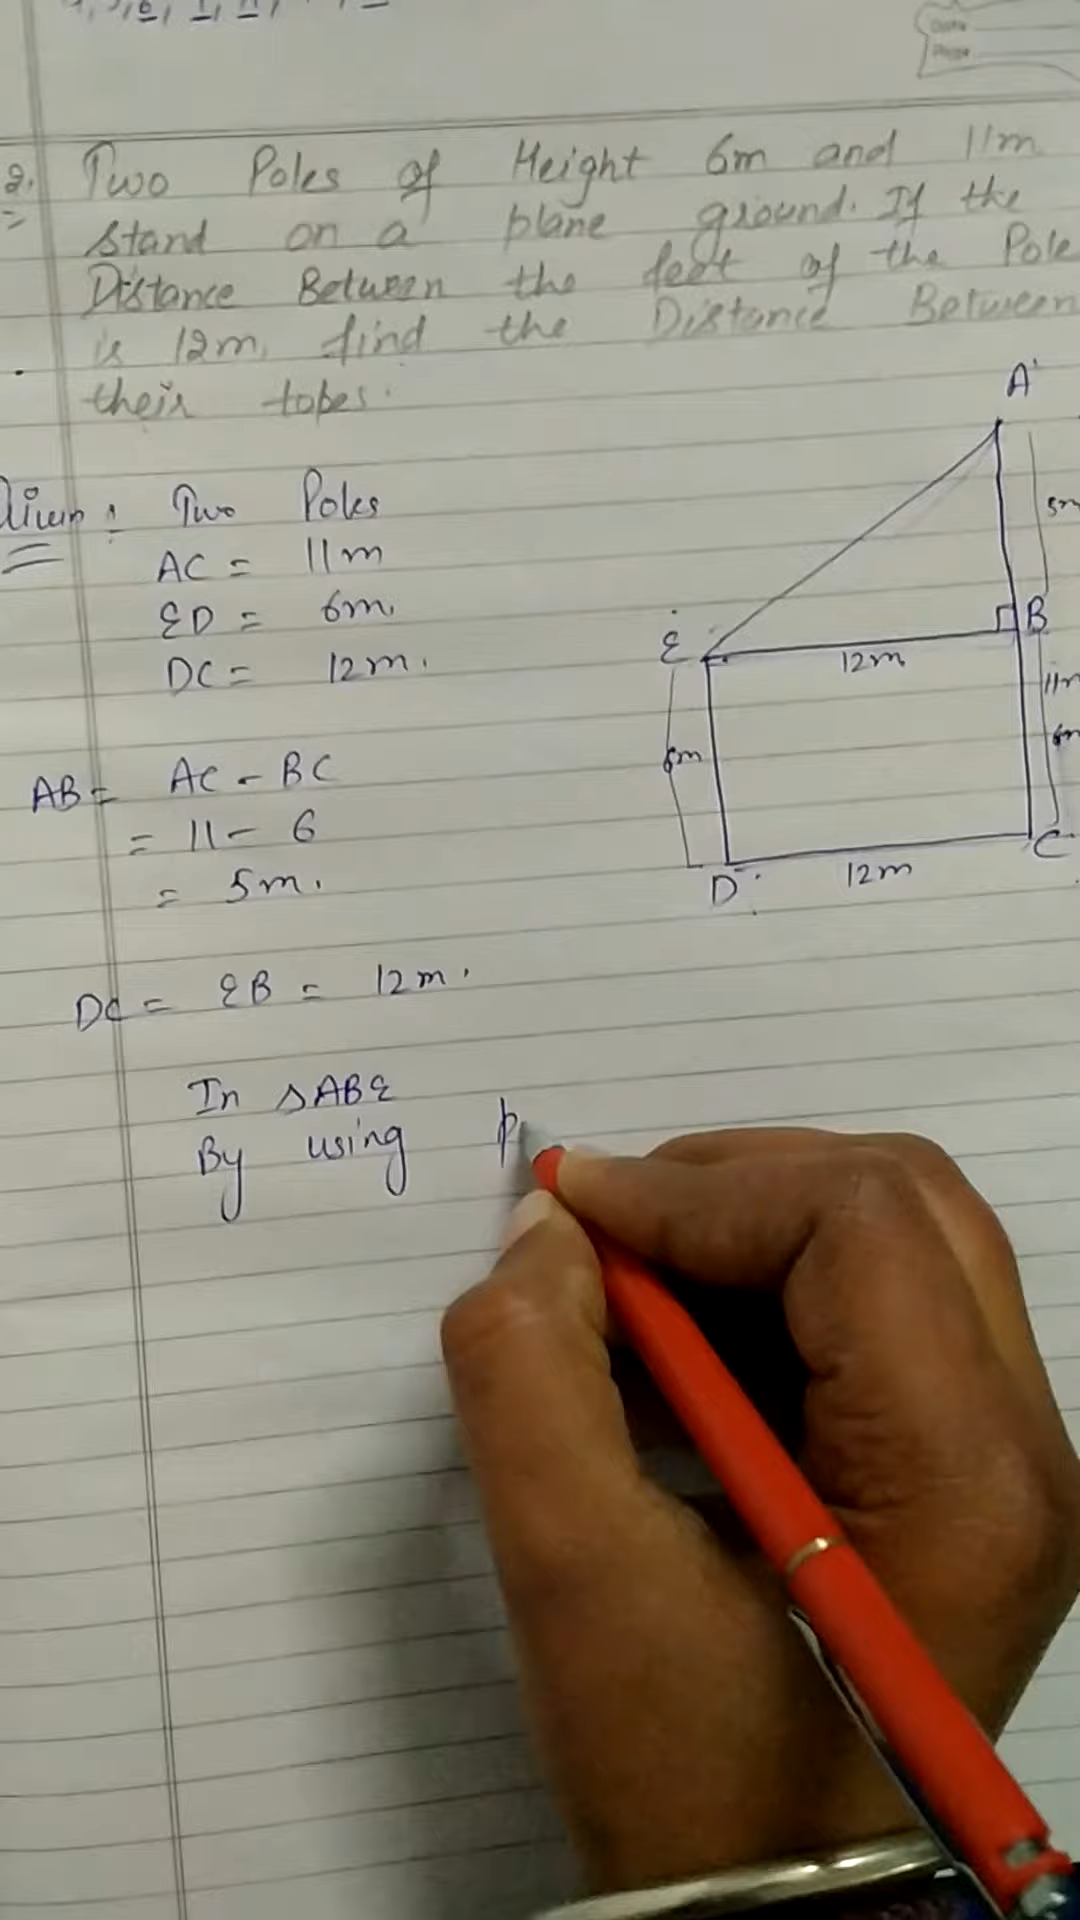 Date
Page
2. Two Poles of Height 6m and 11m
stand on a plane ground. If the
Distance Between the feet of the Pole
is 12m, find the Distance Between
their topes.
Given: Two Poles
AC = 11m
ED = 6m.
DC = 12m.
AB = AC - BC
= 11 - 6
= 5m.
DC = EB = 12m.
In △ABE
By using
A
5m
E
B
12m
11m
6m
6m
D
12m
C